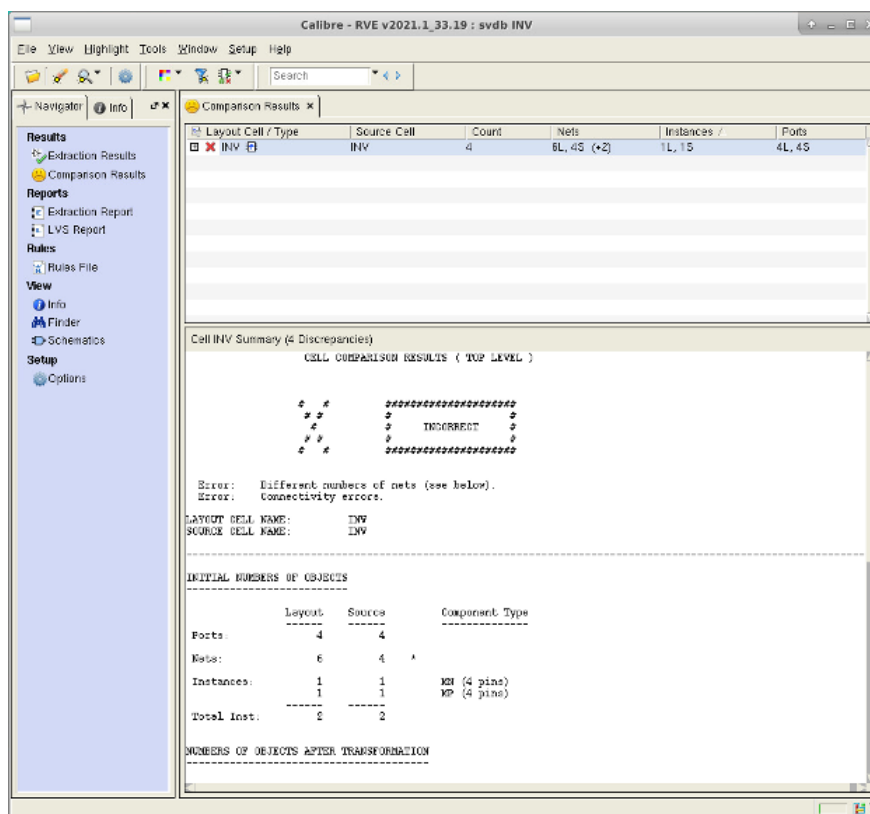 Calibre - RVE v2021.1_33.19 : svdb INV
File View Highlight Tools Window Setup Help
Search
Navigator Info
Comparison Results
Results
Extraction Results
Comparison Results
Reports
Extraction Report
LVS Report
Rules
Rules File
View
Info
Finder
Schematics
Setup
Options
Layout Cell / Type Source Cell Count Nets Instances / Ports
INV INV 4 6L, 4S (+2) 1L, 1S 4L, 4S
Cell INV Summary (4 Discrepancies)
CELL COMPARISON RESULTS ( TOP LEVEL )
# # #####################
# # # #
# # INCORRECT #
# # # #
# # #####################
Error: Different numbers of nets (see below).
Error: Connectivity errors.
LAYOUT CELL NAME: INV
SOURCE CELL NAME: INV
INITIAL NUMBERS OF OBJECTS
Layout Source Component Type
Ports: 4 4
Nets: 6 4 *
Instances: 1 1 MN (4 pins)
1 1 MP (4 pins)
Total Inst: 2 2
NUMBERS OF OBJECTS AFTER TRANSFORMATION